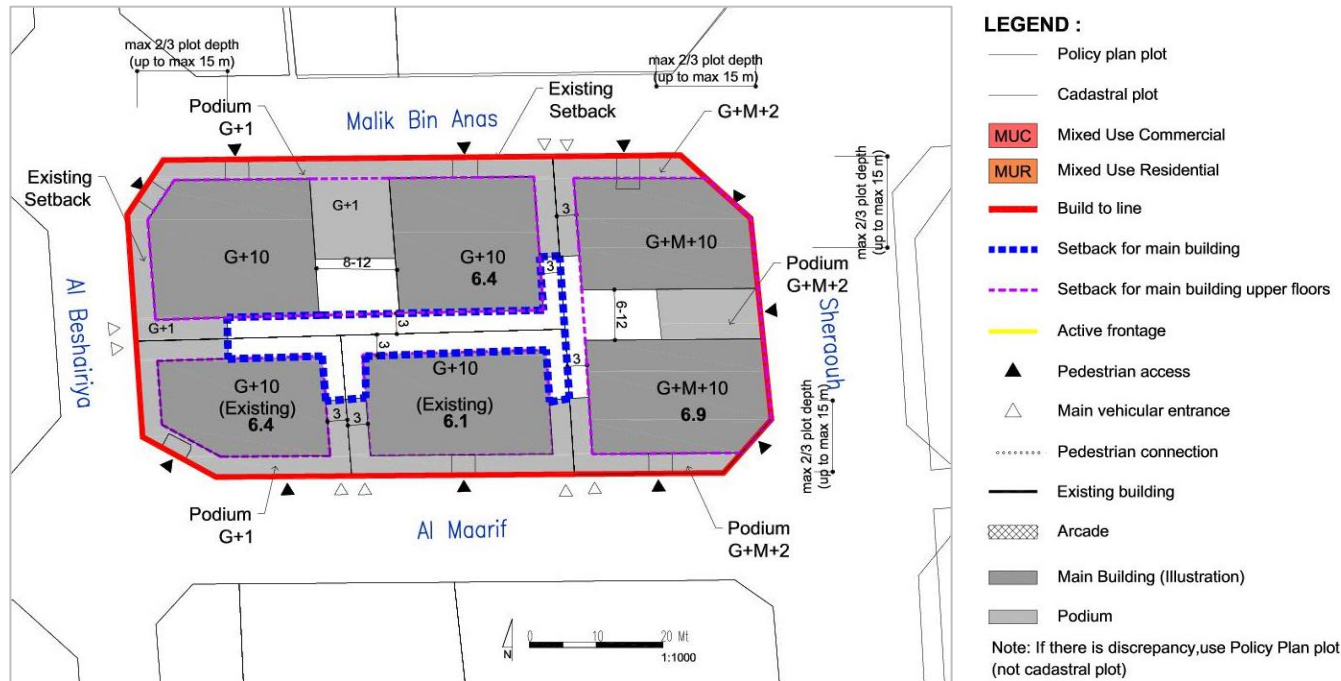 max 2/3 plot depth
(up to max 15 m)
max 2/3 plot depth
(up to max 15 m)
Existing
Setback
Podium
G+1
Malik Bin Anas
G+M+2
Existing
Setback
max 2/3 plot depth
(up to max 15 m)
G+1
3
G+10
8-12
G+10
6.4
3
G+M+10
Podium
G+M+2
6-12
Sheraouh
G+1
3
3
Al Beshairiya
G+10
(Existing)
6.4
G+10
(Existing)
6.1
3
G+M+10
6.9
3
3
max 2/3 plot depth
(up to max 15 m)
Podium
G+1
Al Maarif
Podium
G+M+2
N
0
10
20 Mt
1:1000
LEGEND :
Policy plan plot
Cadastral plot
MUC
Mixed Use Commercial
MUR
Mixed Use Residential
Build to line
Setback for main building
Setback for main building upper floors
Active frontage
Pedestrian access
Main vehicular entrance
Pedestrian connection
Existing building
Arcade
Main Building (Illustration)
Podium
Note: If there is discrepancy,use Policy Plan plot
(not cadastral plot)